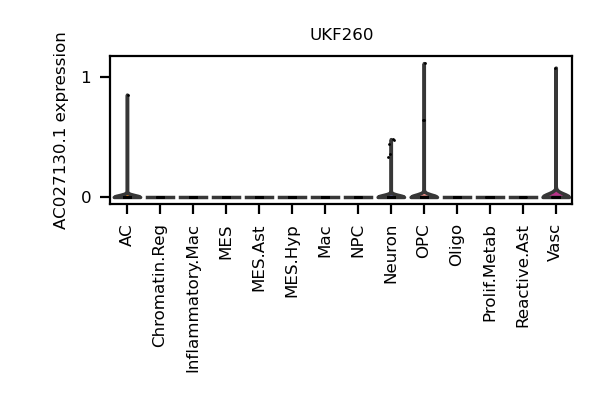 UKF260
AC027130.1 expression
1
0
AC
Chromatin.Reg
Inflammatory.Mac
MES
MES.Ast
MES.Hyp
Mac
NPC
Neuron
OPC
Oligo
Prolif.Metab
Reactive.Ast
Vasc